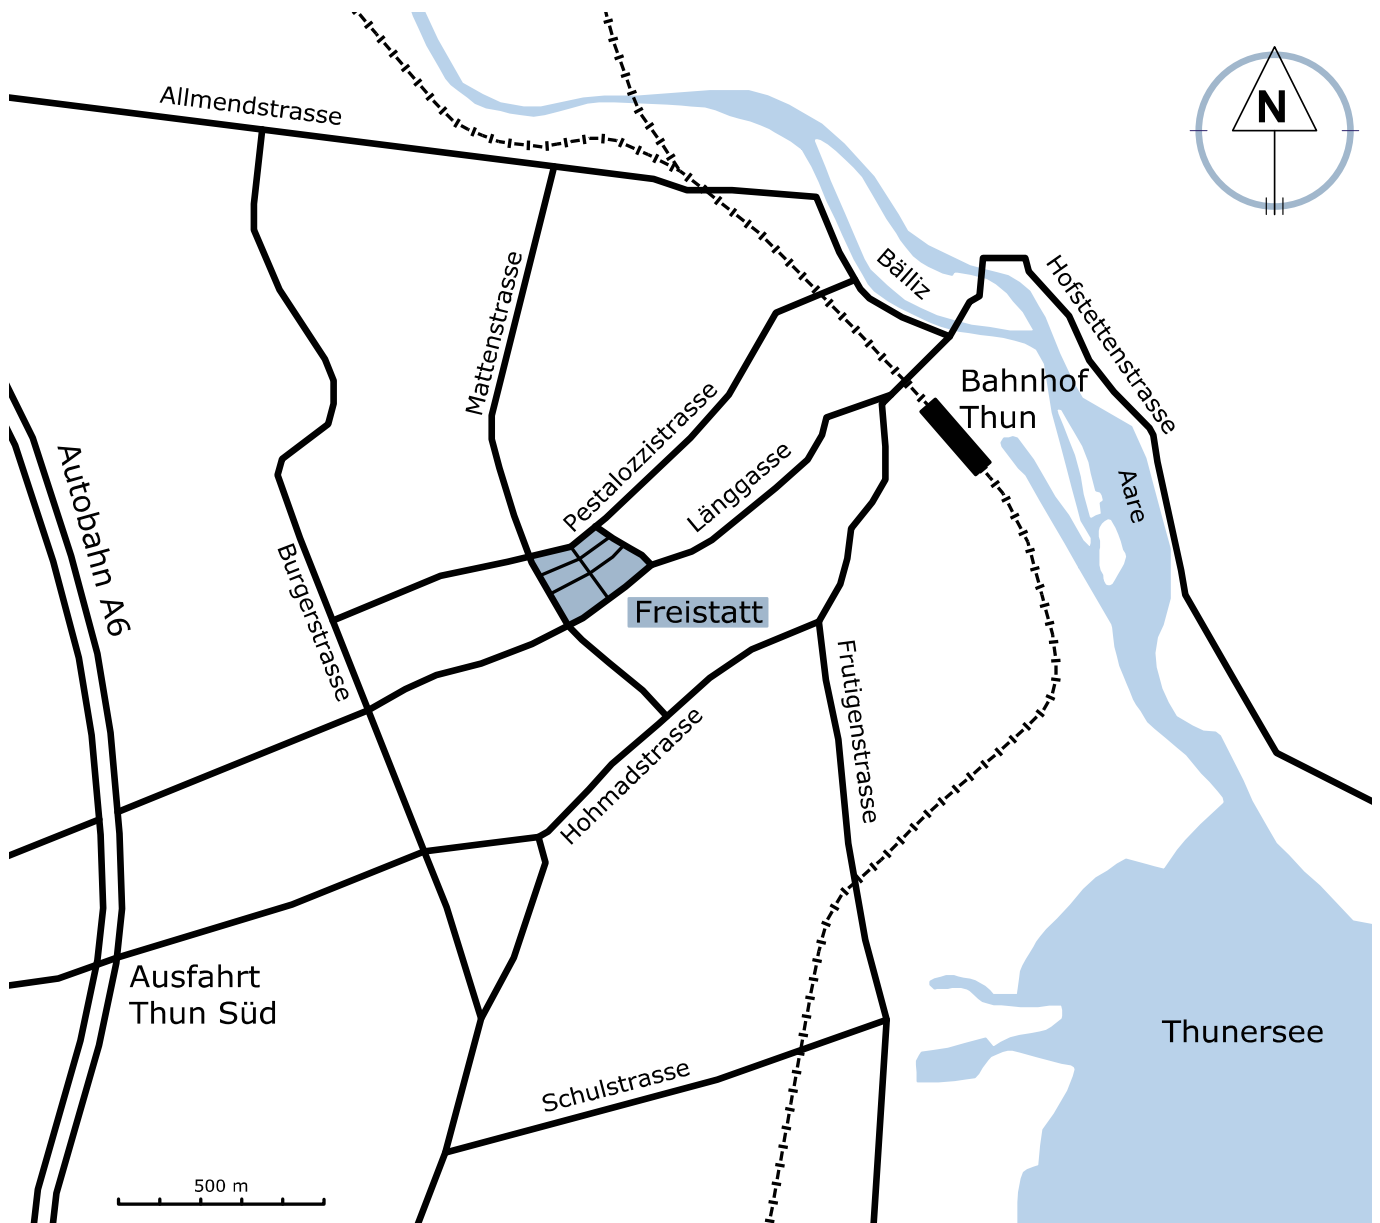 Allmendstrasse
N
Bälliz
Hofstettenstrasse
Mattenstrasse
Bahnhof
Thun
Pestalozzistrasse
Länggasse
Autobahn A6
Aare
Burgerstrasse
Freistatt
Frutigenstrasse
Hohmadstrasse
Ausfahrt
Thun Süd
Thunersee
Schulstrasse
500 m